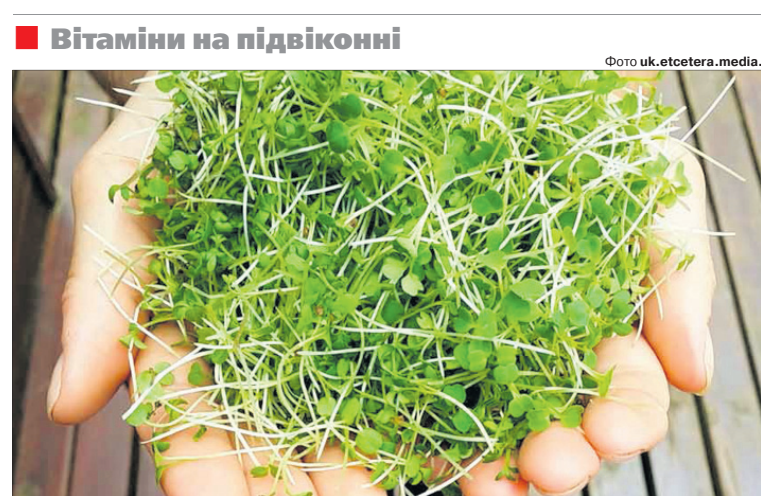 Вітаміни на підвіконні
Фото uk.etcetera.media.